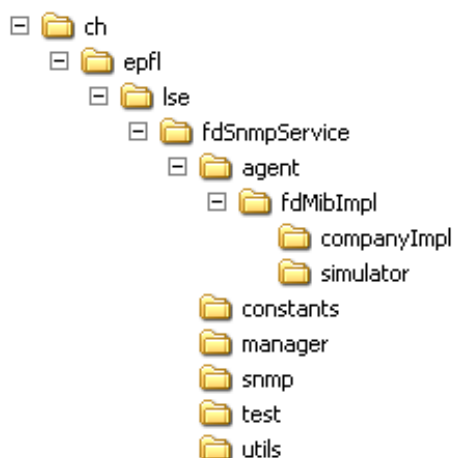 ch
epfl
lse
fdSnmpService
agent
fdMibImpl
companyImpl
simulator
constants
manager
snmp
test
utils